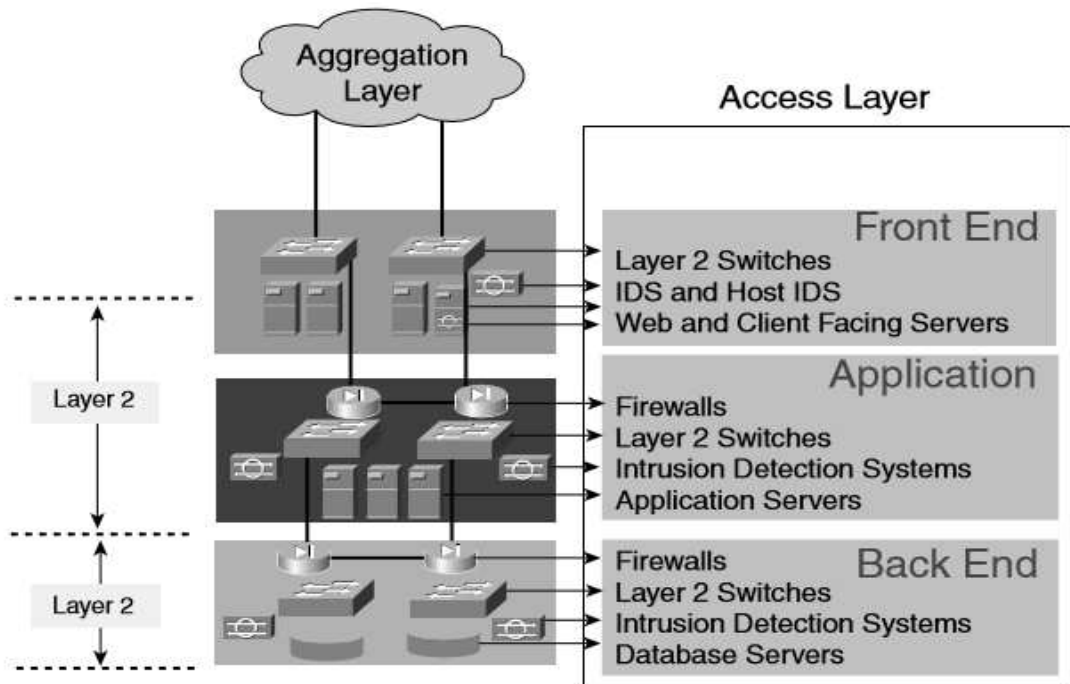 Aggregation
Layer
Access Layer
Front End
Layer 2 Switches
IDS and Host IDS
Web and Client Facing Servers
Layer 2
Application
Firewalls
Layer 2 Switches
Intrusion Detection Systems
Application Servers
Layer 2
Back End
Firewalls
Layer 2 Switches
Intrusion Detection Systems
Database Servers